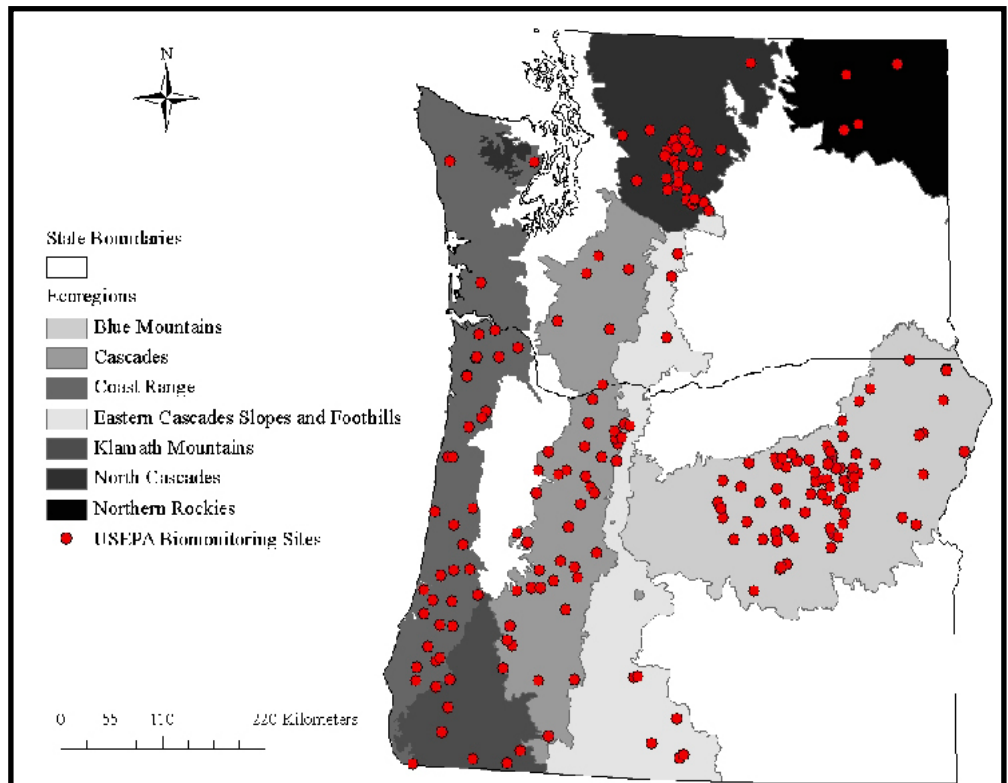 N
State Boundaries
Ecoregions
Blue Mountains
Cascades
Coast Range
Eastern Cascades Slopes and Foothills
Klamath Mountains
North Cascades
Northern Rockies
USEPA Biomonitoring Sites
0 55 110 220 Kilometers